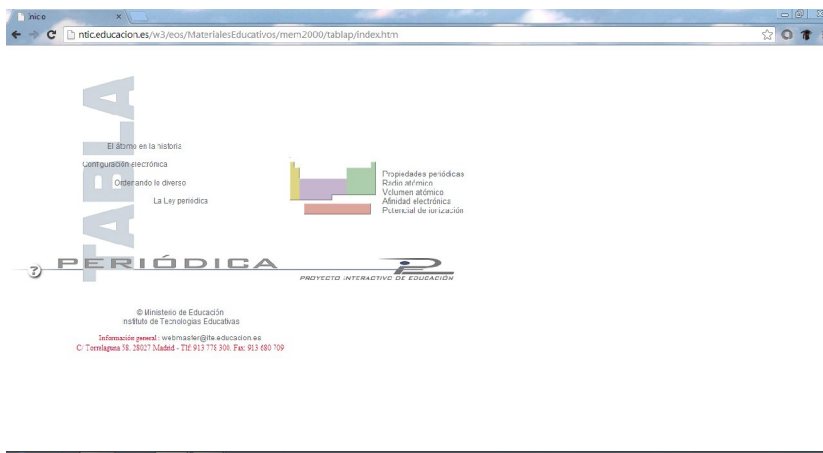 Inicio
ntic.educacion.es/w3/eos/MaterialesEducativos/mem2000/tablap/index.htm
TABLA
El átomo en la historia
Configuración electrónica
Ordenando lo diverso
La Ley periódica
Propiedades periódicas
Radio atómico
Volumen atómico
Afinidad electrónica
Potencial de ionización
PERIÓDICA
PROYECTO INTERACTIVO DE EDUCACIÓN
© Ministerio de Educación
Instituto de Tecnologías Educativas
Información general: webmaster@ite.educacion.es
C/ Torrelaguna 58. 28027 Madrid - Tlf: 913 778 300. Fax: 913 680 709